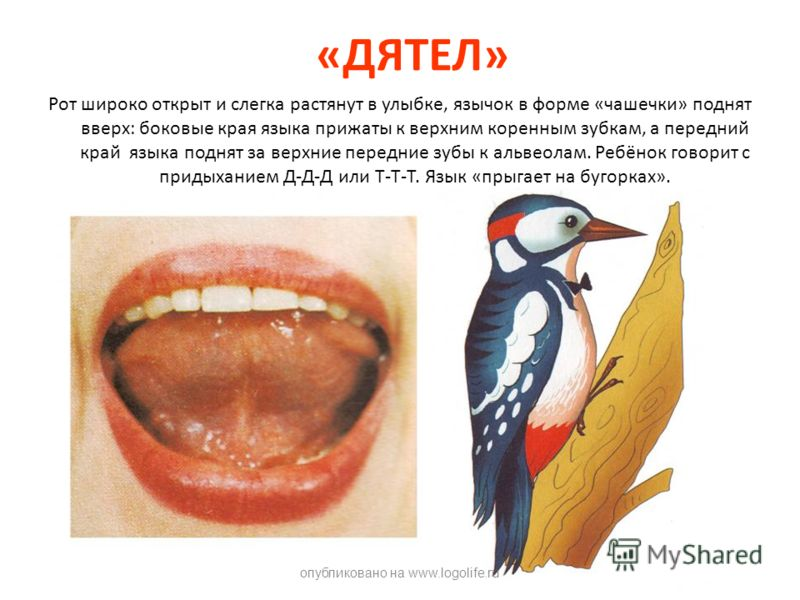 «ДЯТЕЛ»
Рот широко открыт и слегка растянут в улыбке, язычок в форме «чашечки» поднят
вверх: боковые края языка прижаты к верхним коренным зубкам, а передний
край языка поднят за верхние передние зубы к альвеолам. Ребёнок говорит с
придыханием Д-Д-Д или Т-Т-Т. Язык «прыгает на бугорках».
опубликовано на www.logolife.ru
MyShared